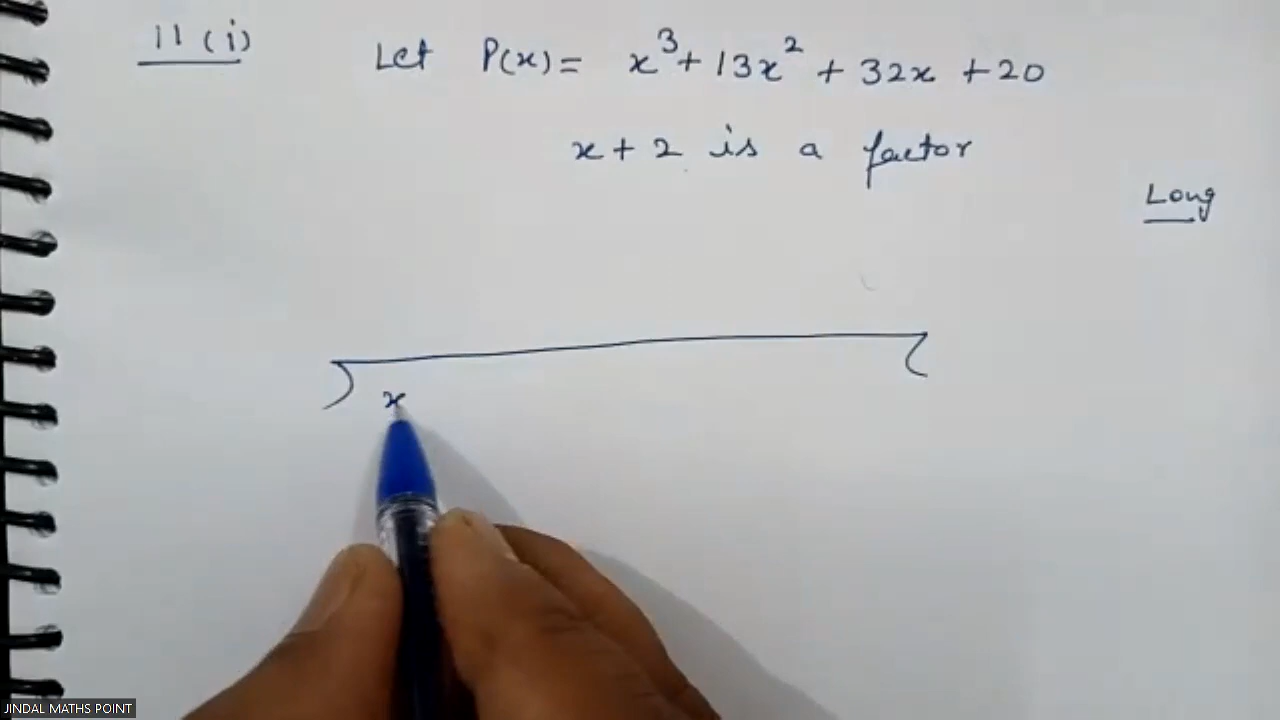 11 (i) Let P(x) = x³ + 13x² + 32x + 20
x + 2 is a factor
Long
x
JINDAL MATHS POINT